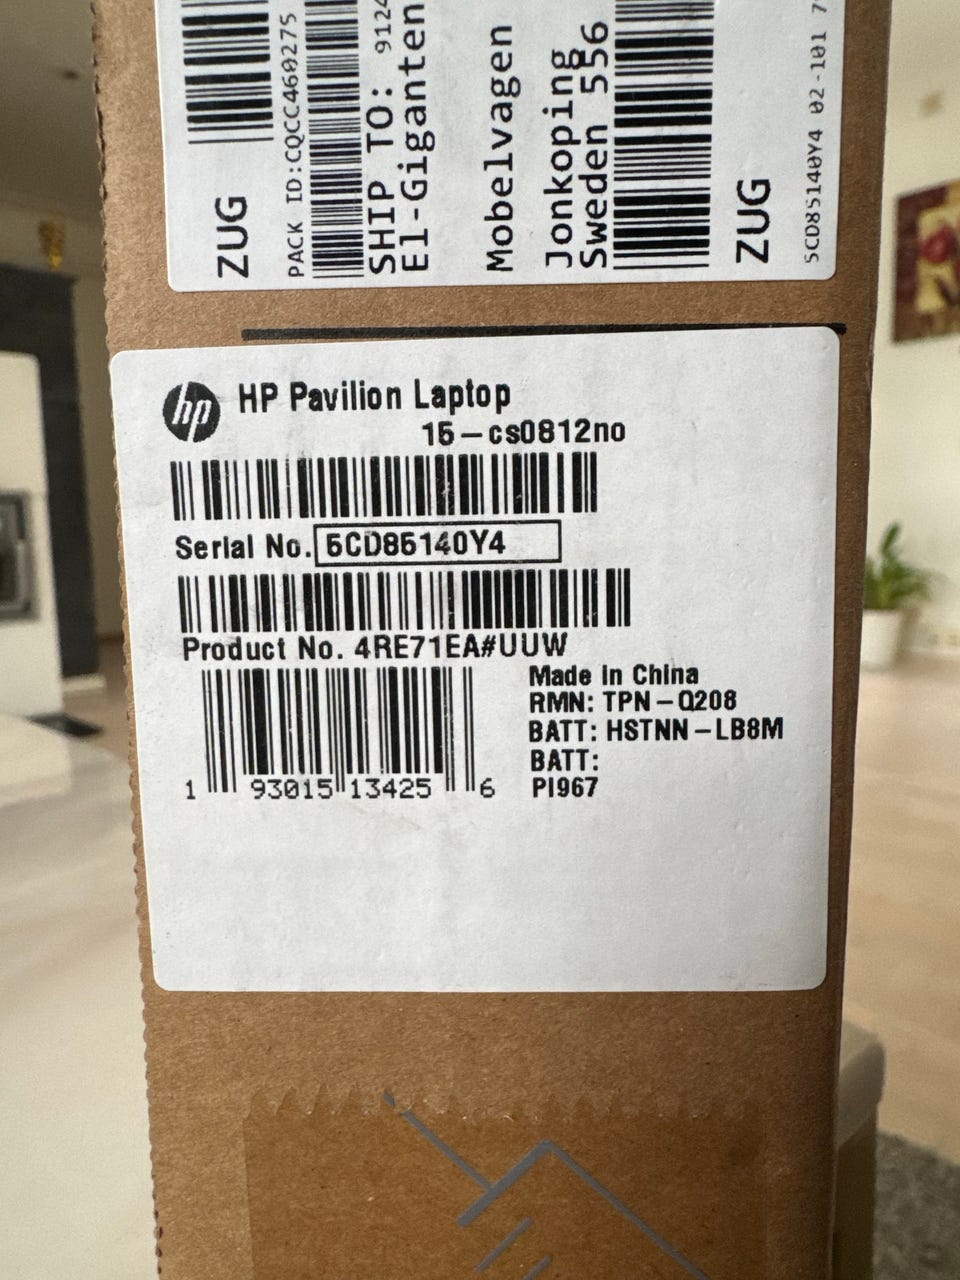 ZUG
PACK ID:CQCC460275
SHIP TO: 9124
El-Giganten
Mobelvagen
Jonkoping
Sweden 556
ZUG
5CD85140Y4 02-101
hp HP Pavilion Laptop
15-cs0812no
Serial No. 5CD85140Y4
Product No. 4RE71EA#UUW
1 93015 13425 6
Made in China
RMN: TPN-Q208
BATT: HSTNN-LB8M
BATT:
PI967